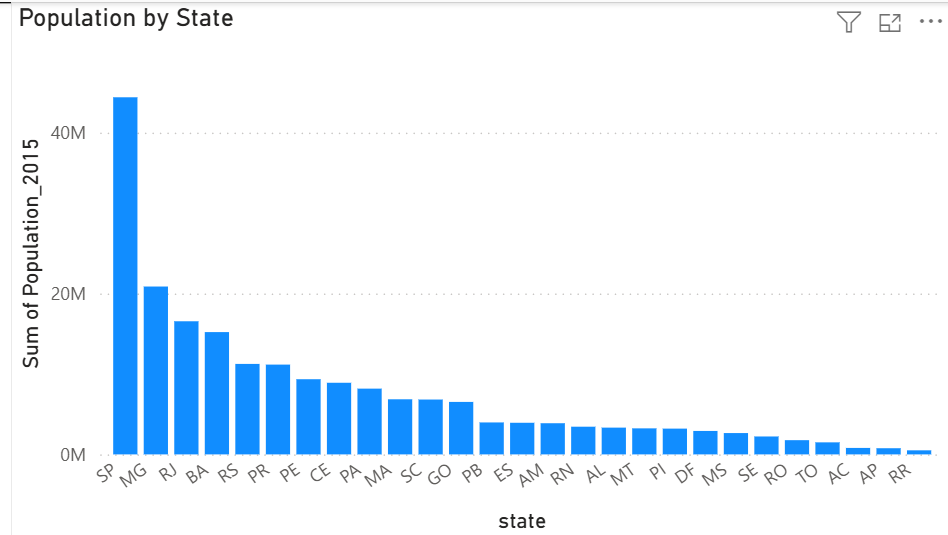 Population by State
Sum of Population_2015
40M
20M
0M
SP MG RJ BA RS PR PE CE PA MA SC GO PB ES AM RN AL MT PI DF MS SE RO TO AC AP RR
state